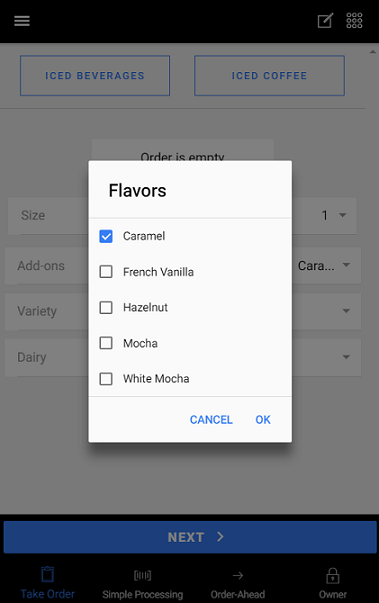 ICED BEVERAGES
ICED COFFEE
Order is empty
Flavors
Size
1
Caramel
Add-ons
Cara...
French Vanilla
Variety
Hazelnut
Dairy
Mocha
White Mocha
CANCEL
OK
NEXT
Take Order
Simple Processing
Order-Ahead
Owner